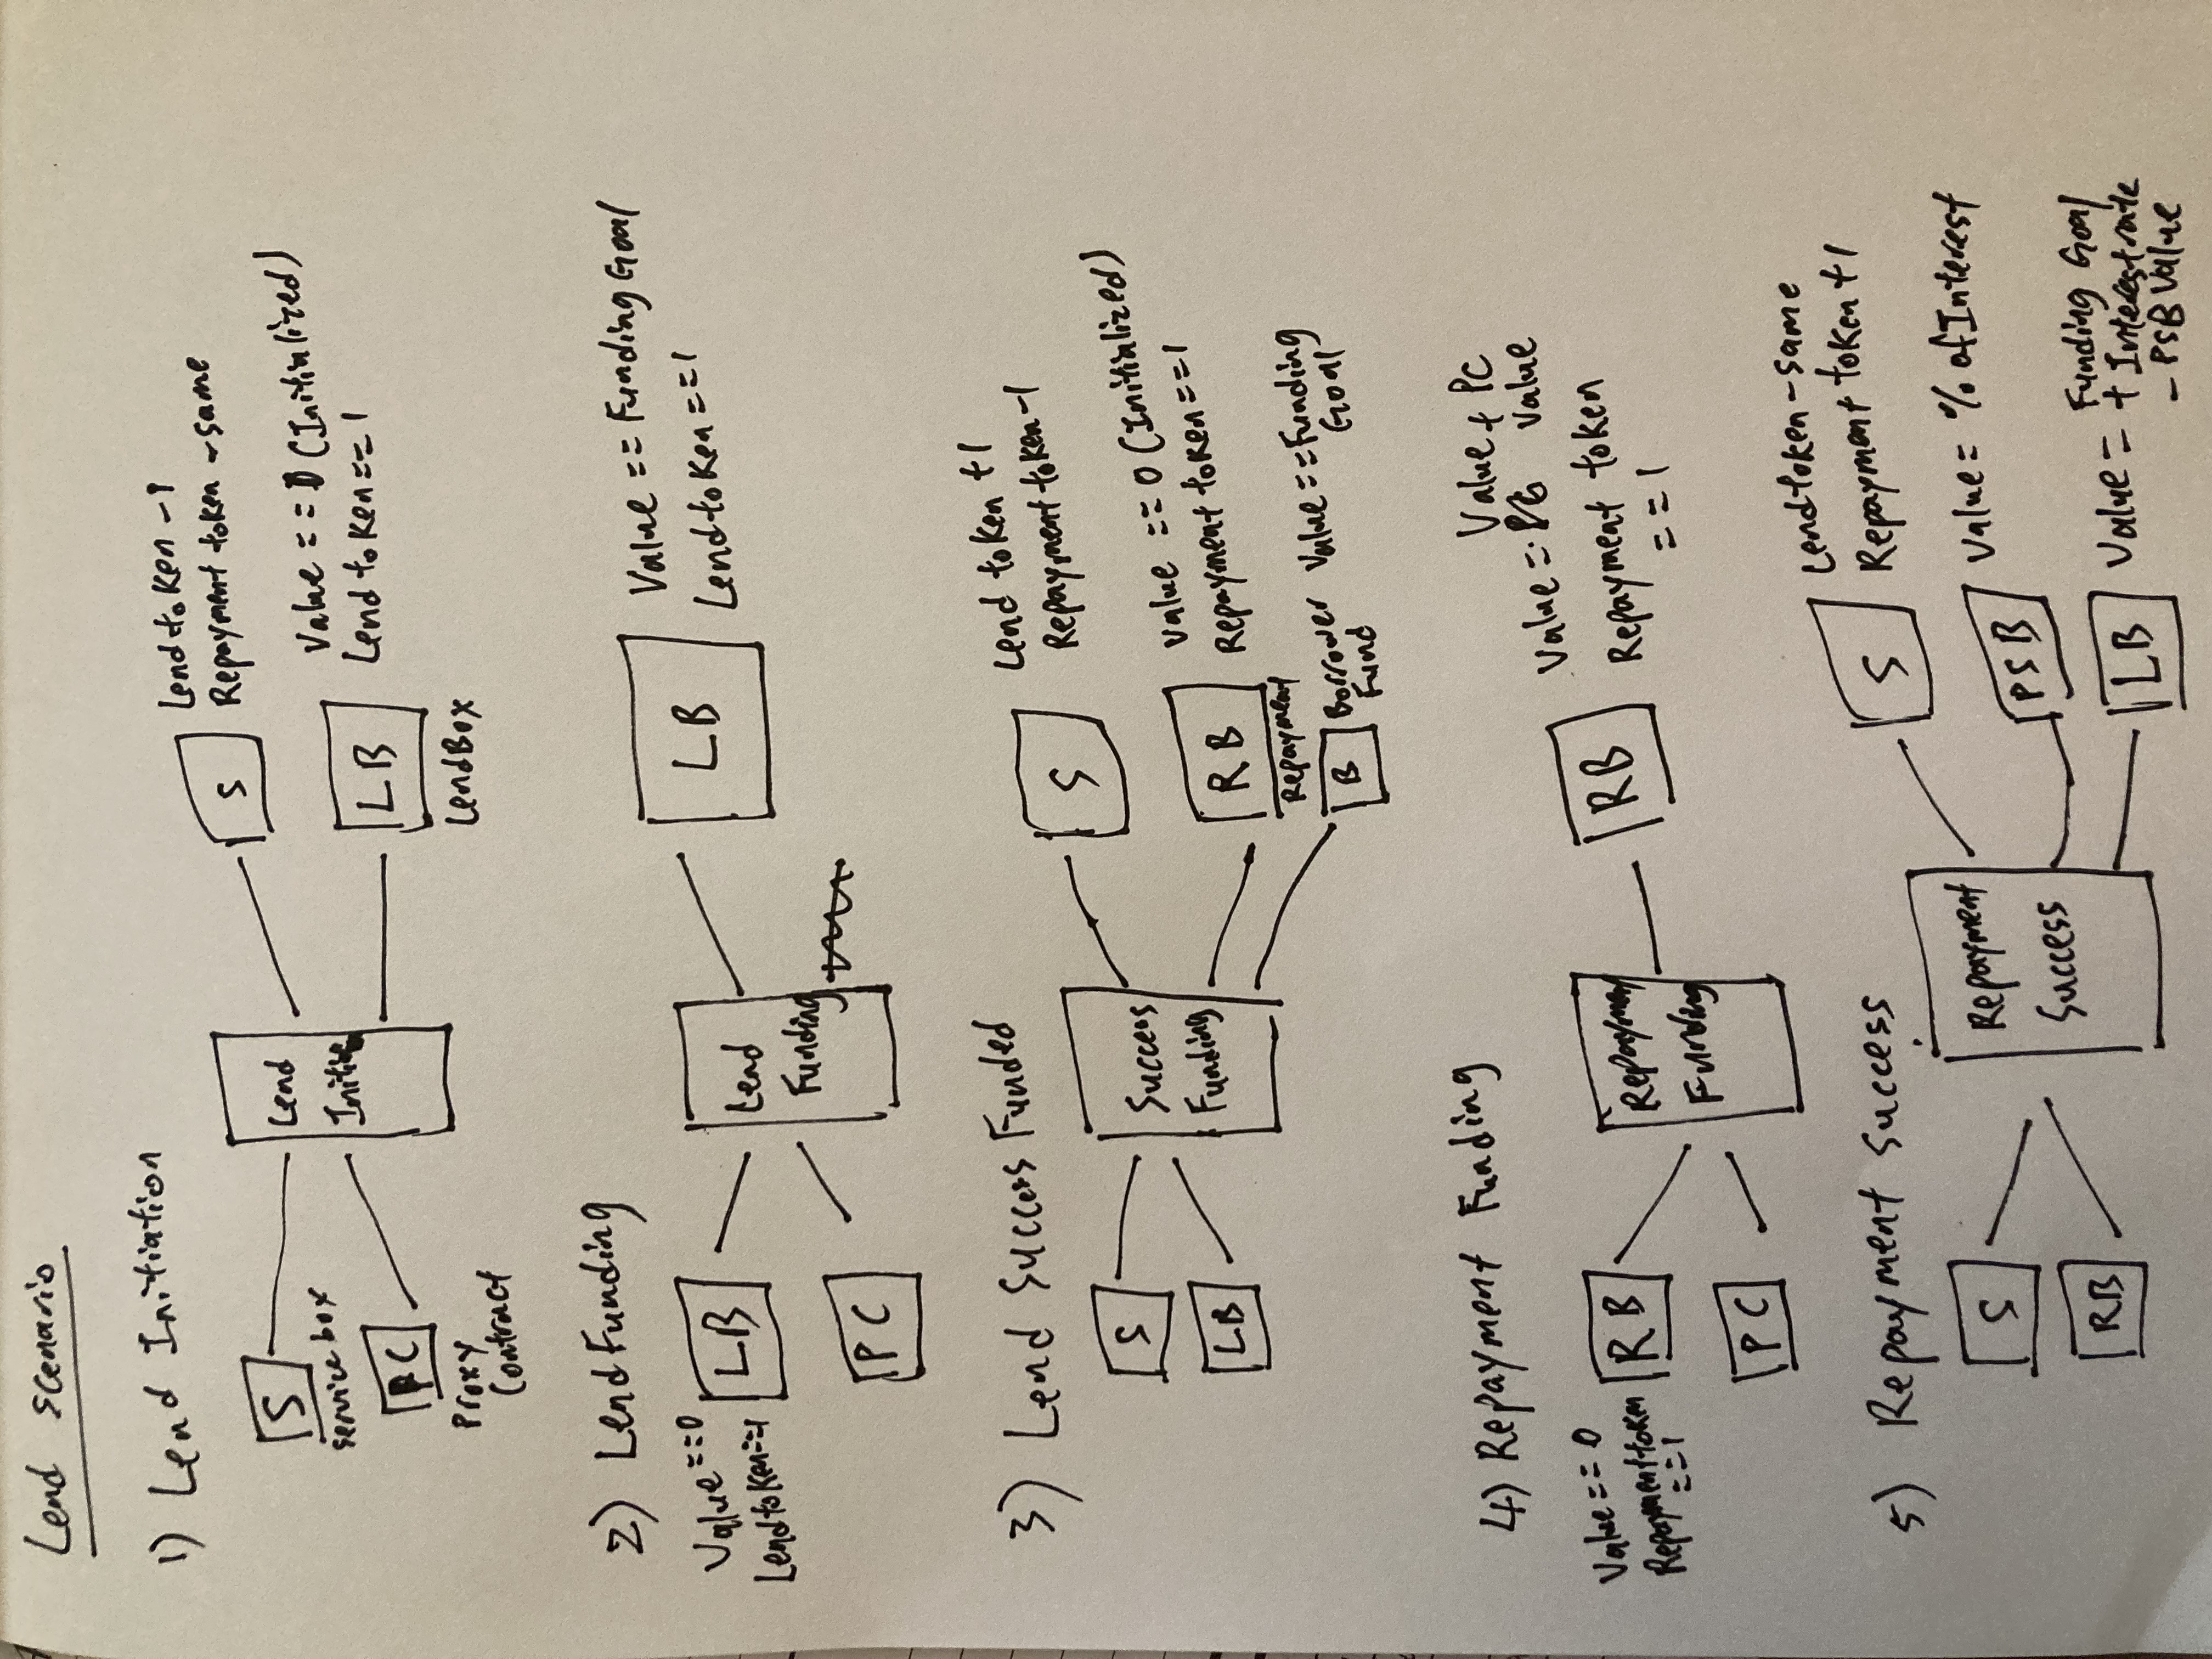 Lend scenario
1) Lend Initiation
S
service box
PC
Proxy
Contract
Lend
S
Lend token -1
Repayment token - same
LB
LendBox
Value == 0 (Initialized)
Lend token == 1
2) Lend Funding
Value == 0
Lend token == 1
LB
PC
Lend
Funding
LB
Value == Funding Goal
Lend token == 1
3) Lend Success Funded
S
LB
Success
Funding
S
Lend token +1
Repayment token -1
RB
Repayment
Value == 0 (Initialized)
Repayment token == 1
B
Borrower
Fund
Value == Funding
Goal
4) Repayment Funding
Value == 0
Repayment token
== 1
RB
PC
Repayment
Funding
RB
Value + PC
Value = Value
Repayment token
== 1
5) Repayment Success
S
RB
Repayment
Success
S
Lend token - same
Repayment token +1
PSB
Value = % of Interest
LB
Value = Funding Goal
+ Interest rate
- PSB Value